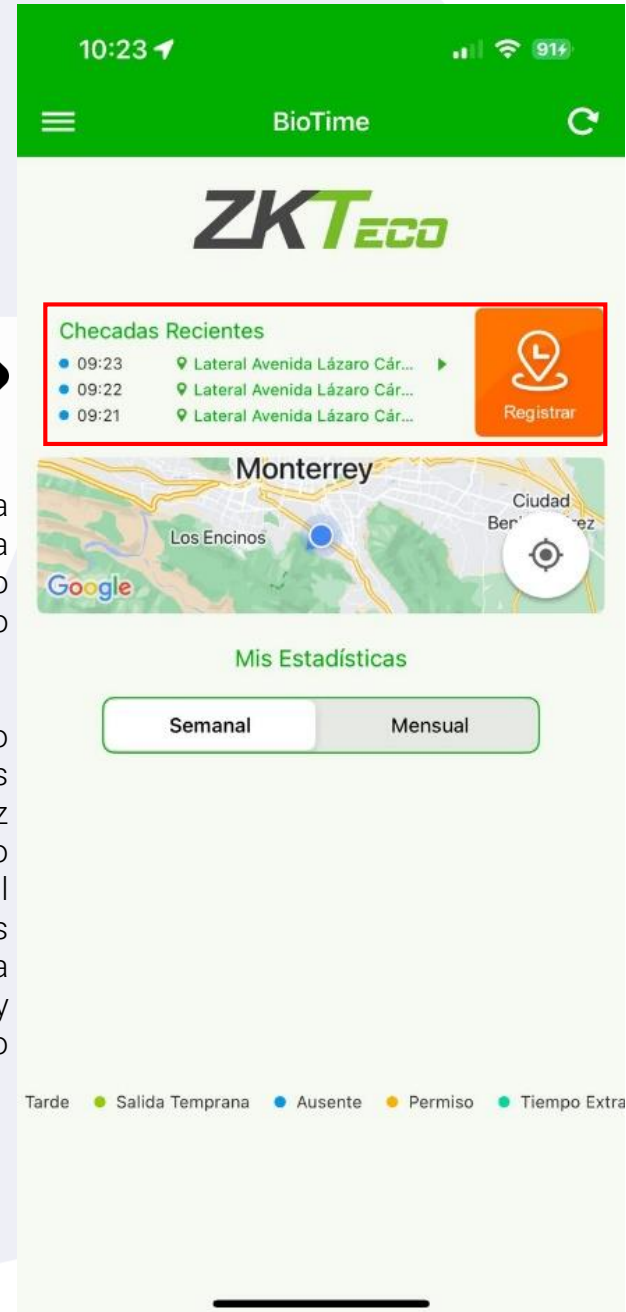 10:23
91
BioTime
ZKTeco
Checadas Recientes
09:23 Lateral Avenida Lázaro Cár...
09:22 Lateral Avenida Lázaro Cár...
09:21 Lateral Avenida Lázaro Cár...
Registrar
Monterrey
Ciudad
Los Encinos
Google
Mis Estadísticas
Semanal Mensual
Tarde Salida Temprana Ausente Permiso Tiempo Extra